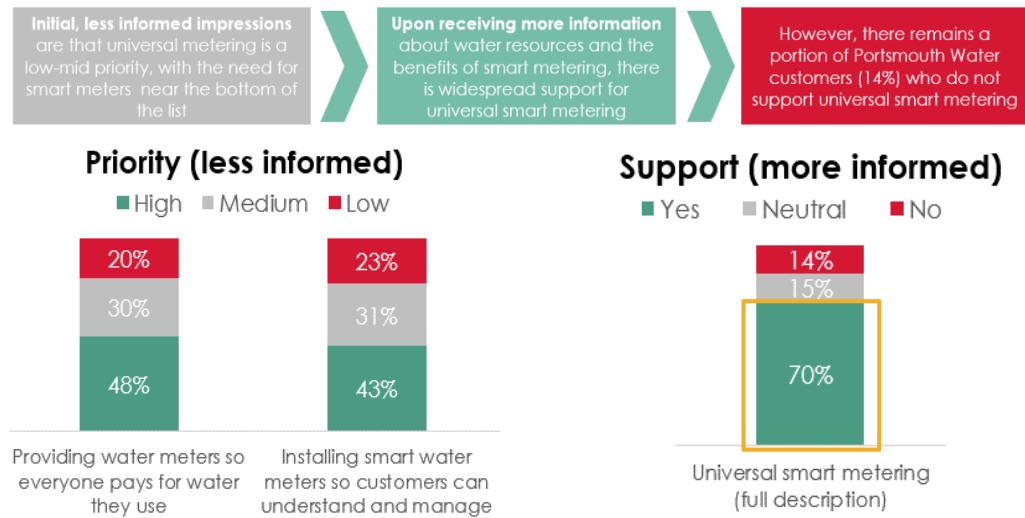 Initial, less informed impressions
are that universal metering is a
low-mid priority, with the need for
smart meters near the bottom of
the list
Upon receiving more information
about water resources and the
benefits of smart metering, there
is widespread support for
universal smart metering
However, there remains a
portion of Portsmouth Water
customers (14%) who do not
support universal smart metering
Priority (less informed)
High Medium Low
20%
30%
48%
Providing water meters so
everyone pays for water
they use
23%
31%
43%
Installing smart water
meters so customers can
understand and manage
Support (more informed)
Yes Neutral No
14%
15%
70%
Universal smart metering
(full description)